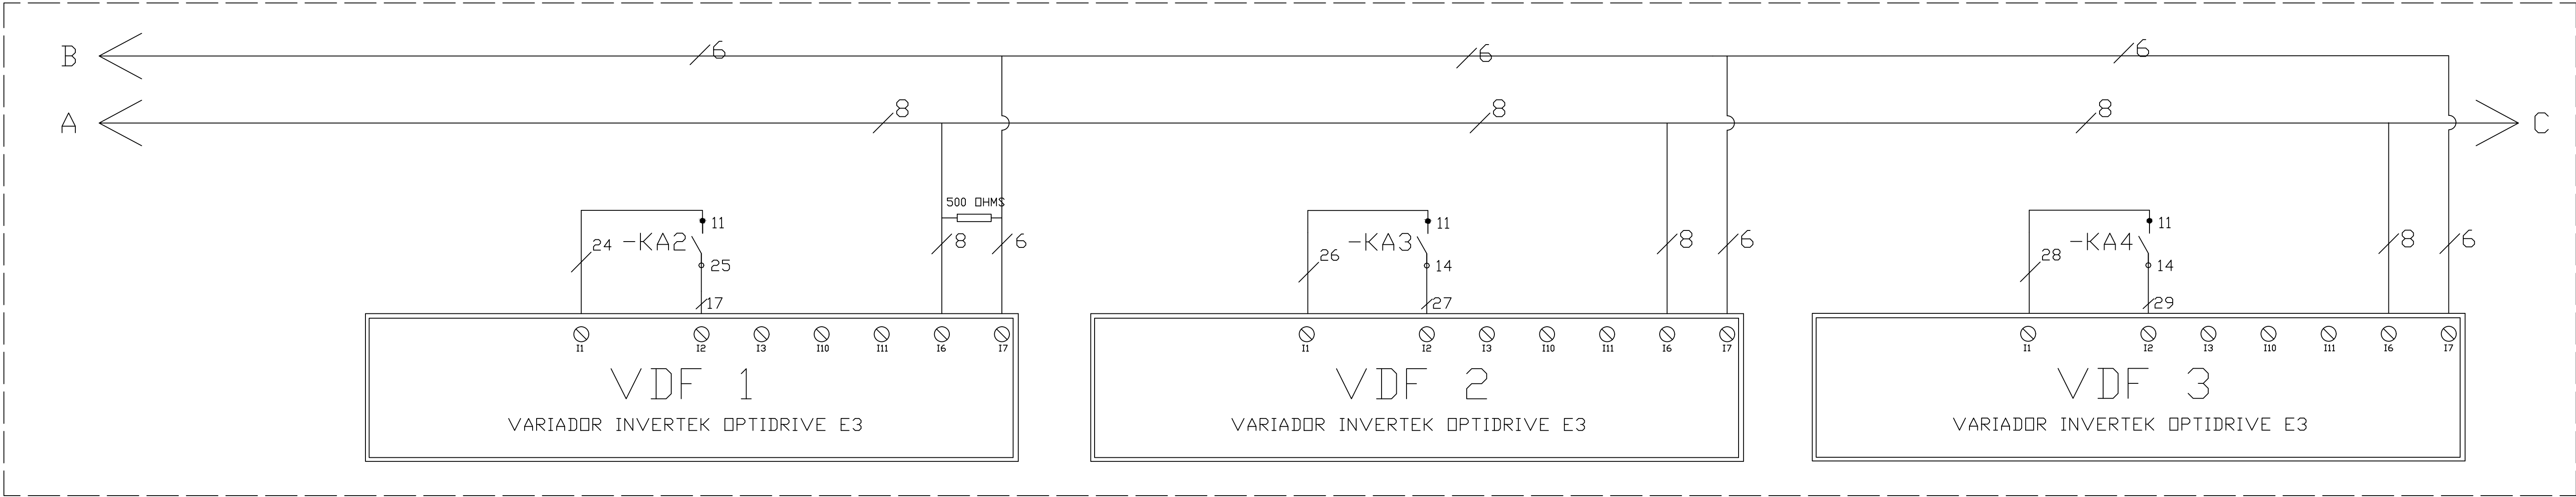 B 6 6 6
A 8 8 8 C
500 OHMS
24 -KA2 11 8 6
25
17
26 -KA3 11 8 6
14
27
28 -KA4 11 8 6
14
29
I1 I2 I3 I10 I11 I6 I7
VDF 1
VARIADOR INVERTEK OPTIDRIVE E3
I1 I2 I3 I10 I11 I6 I7
VDF 2
VARIADOR INVERTEK OPTIDRIVE E3
I1 I2 I3 I10 I11 I6 I7
VDF 3
VARIADOR INVERTEK OPTIDRIVE E3